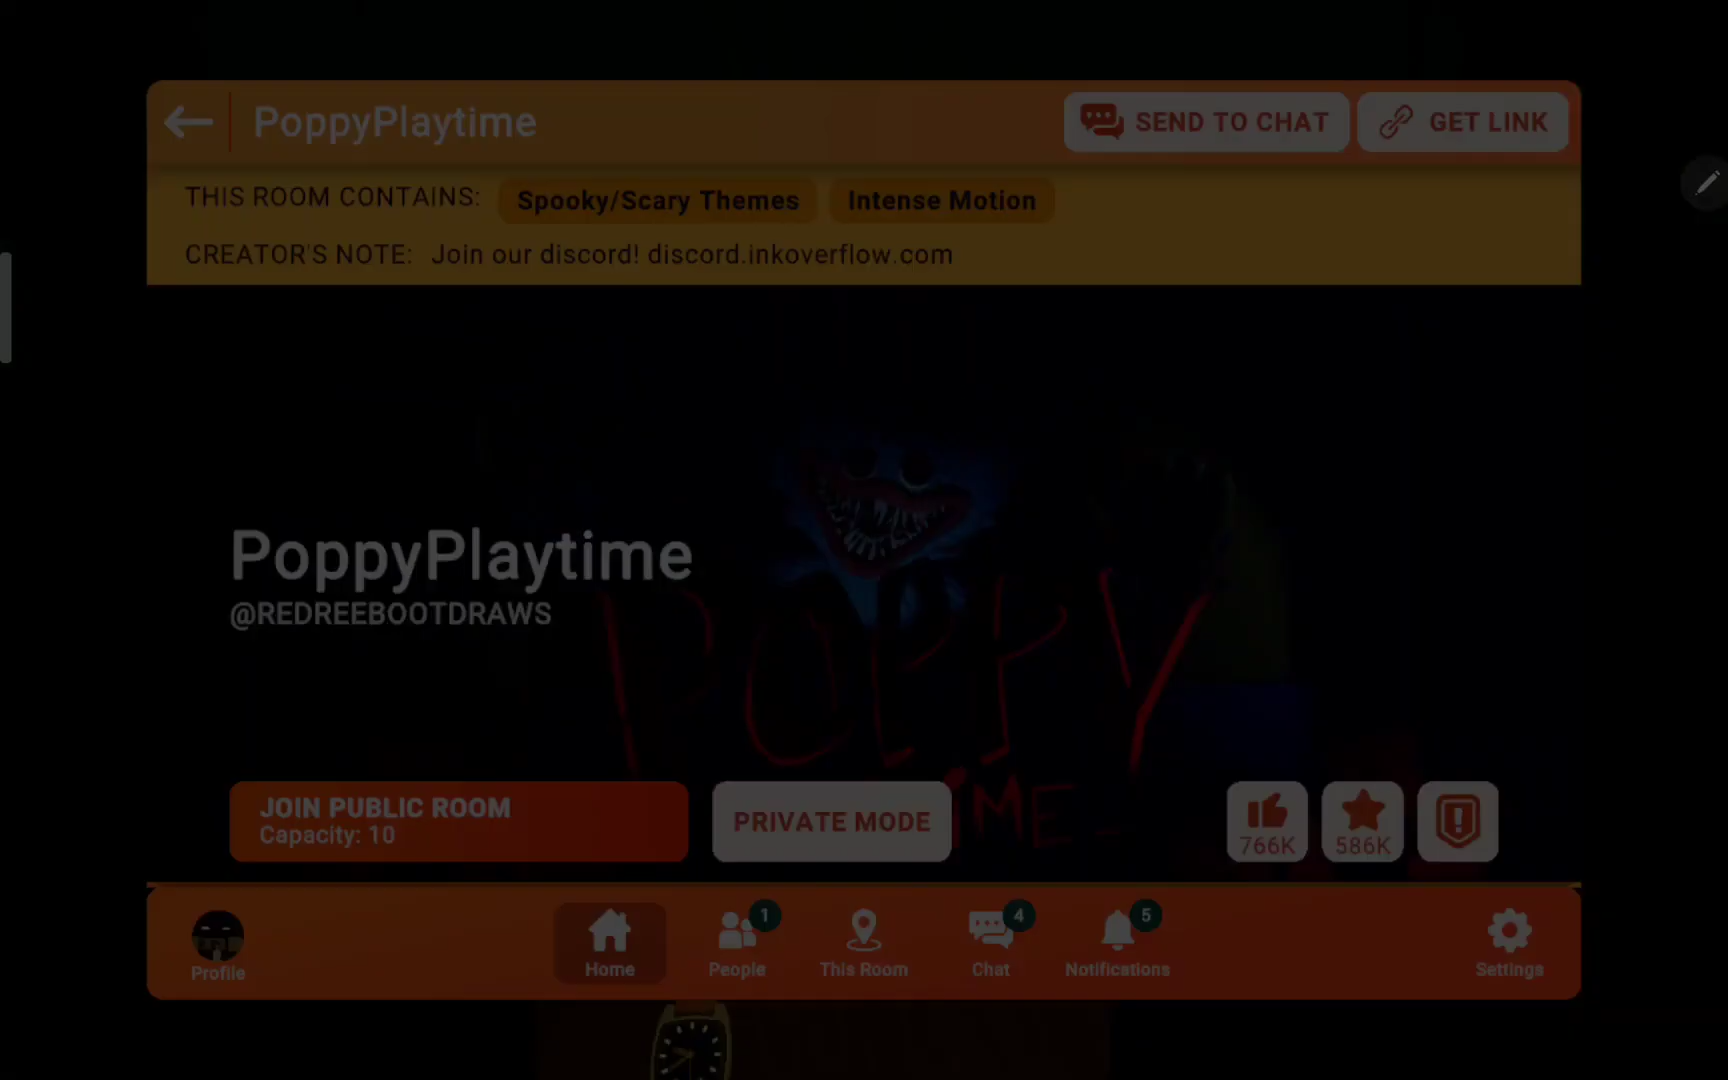 PoppyPlaytime
SEND TO CHAT
GET LINK
THIS ROOM CONTAINS: Spooky/Scary Themes Intense Motion
CREATOR'S NOTE: Join our discord! discord.inkoverflow.com
PoppyPlaytime
@REDREEBOOTDRAWS
POPPY
JOIN PUBLIC ROOM
Capacity: 10
PRIVATE MODE
IME
766K
586K
Profile
Home
1
People
This Room
4
Chat
5
Notifications
Settings